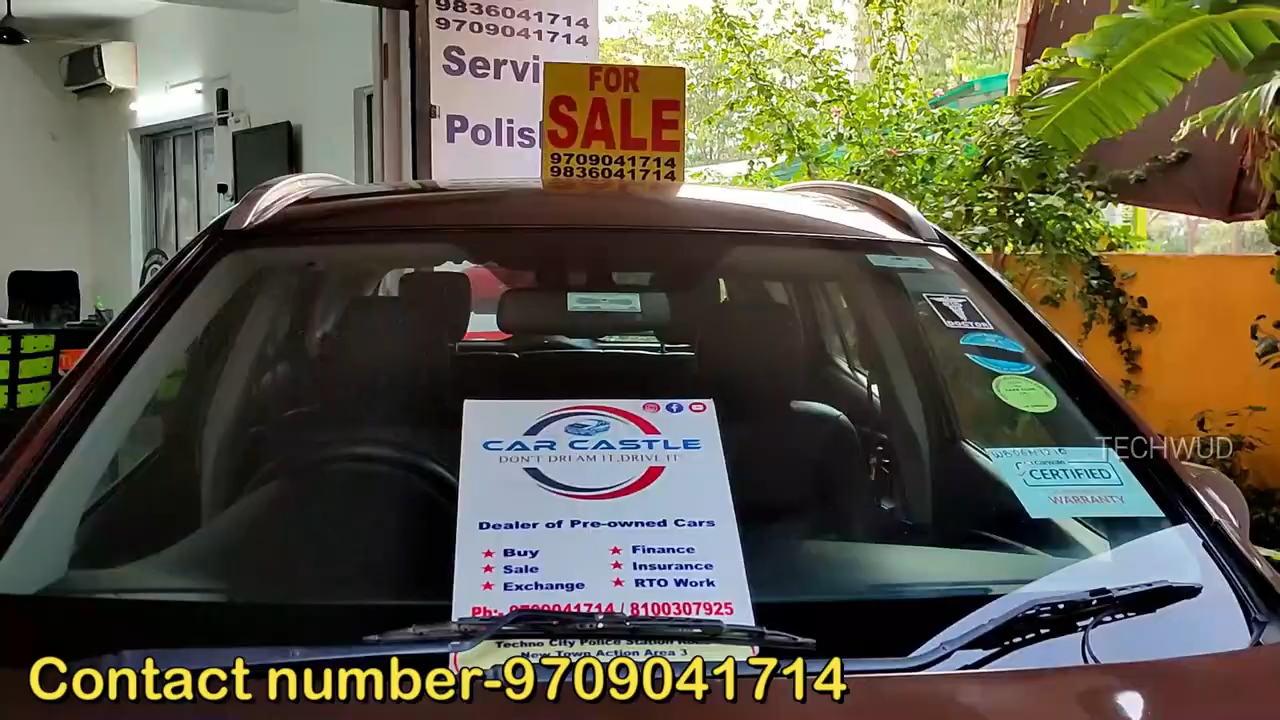 9836041714
9709041714
Servi
Polis
FOR
SALE
9709041714
9836041714
DOCTOR
TECHWUD
CERTIFIED
WARRANTY
CAR CASTLE
DON'T DREAM IT,DRIVE IT
Dealer of Pre-owned Cars
★ Buy
★ Finance
★ Sale
★ Insurance
★ Exchange
★ RTO Work
Ph:- 9709041714 / 8100307925
Techno City Police Station
New Town Action Area 3
Contact number-9709041714